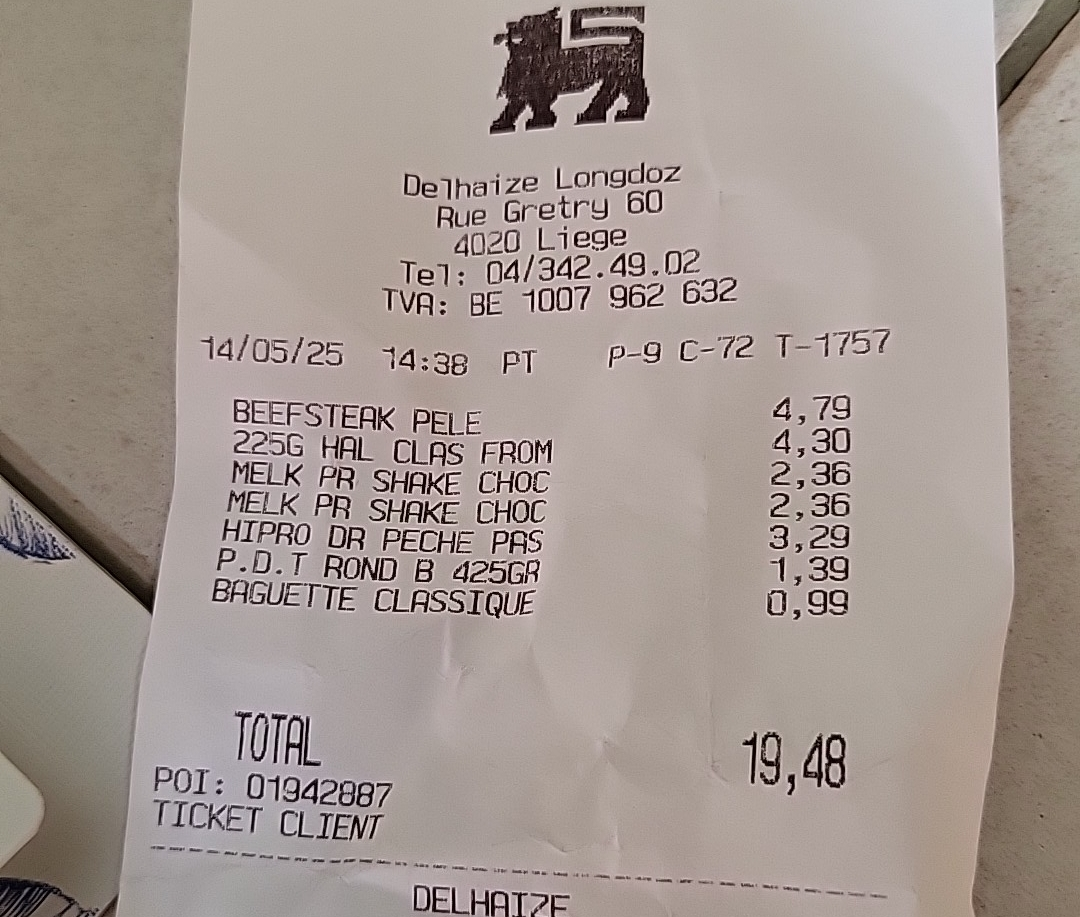 Delhaize Longdoz
Rue Gretry 60
4020 Liege
Tel: 04/342.49.02
TVA: BE 1007 962 632
14/05/25 14:38 PT P-9 C-72 T-1757
BEEFSTEAK PELE 4,79
225G HAL CLAS FROM 4,30
MELK PR SHAKE CHOC 2,36
MELK PR SHAKE CHOC 2,36
HIPRO DR PECHE PAS 3,29
P.D.T ROND B 425GR 1,39
BAGUETTE CLASSIQUE 0,99
TOTAL 19,48
POI: 01942887
TICKET CLIENT
DELHAIZE